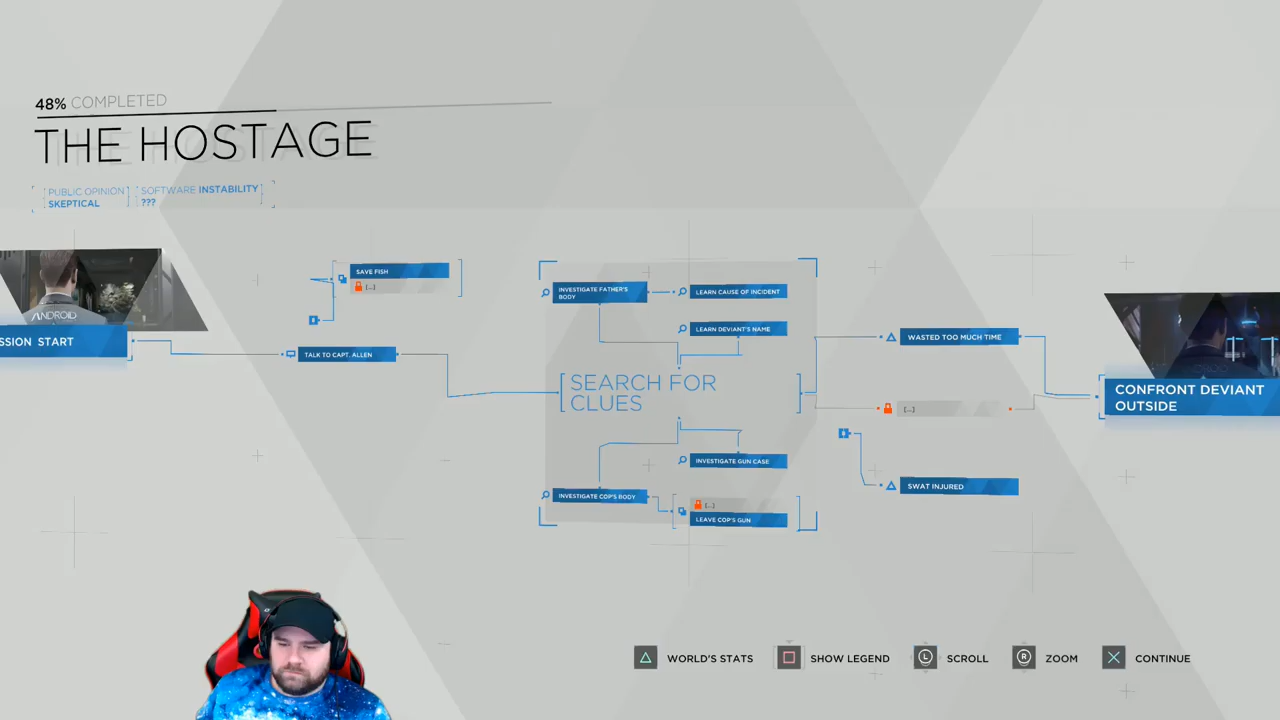 48% COMPLETED
THE HOSTAGE
PUBLIC OPINION
SKEPTICAL
SOFTWARE INSTABILITY
???
SAVE FISH
[...]
ANDROID
SSION START
TALK TO CAPT. ALLEN
INVESTIGATE FATHER'S
BODY
LEARN CAUSE OF INCIDENT
LEARN DEVIANT'S NAME
SEARCH FOR
CLUES
INVESTIGATE GUN CASE
INVESTIGATE COP'S BODY
[...]
LEAVE COP'S GUN
WASTED TOO MUCH TIME
[...]
SWAT INJURED
CONFRONT DEVIANT
OUTSIDE
WORLD'S STATS
SHOW LEGEND
L
SCROLL
R
ZOOM
CONTINUE